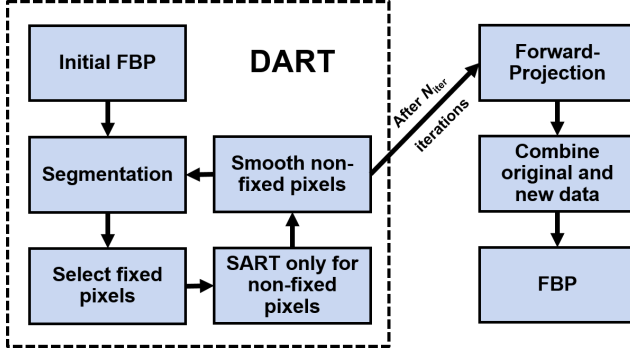 Initial FBP
DART
Segmentation
Smooth non-
fixed pixels
Select fixed
pixels
SART only for
non-fixed
pixels
After Niter
iterations
Forward-
Projection
Combine
original and
new data
FBP